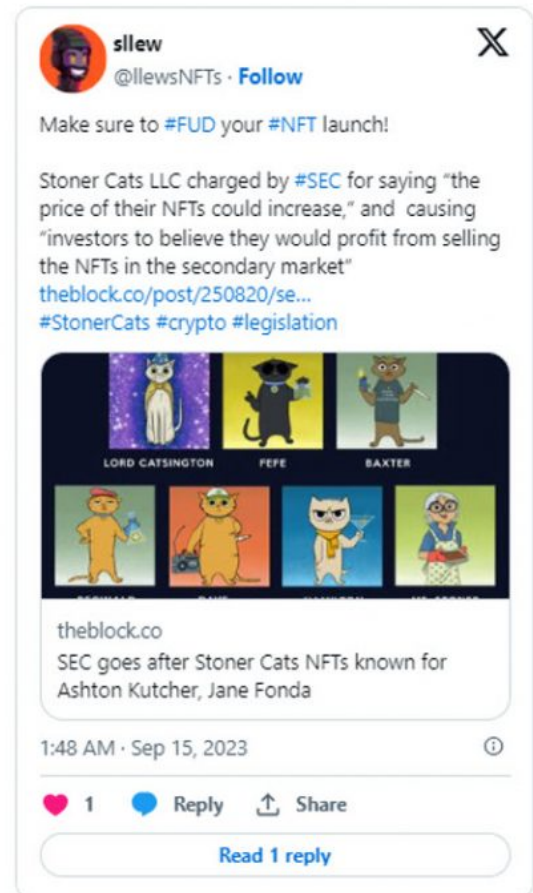 sllew
@llewsNFTs · Follow
Make sure to #FUD your #NFT launch!
Stoner Cats LLC charged by #SEC for saying “the
price of their NFTs could increase,” and causing
“investors to believe they would profit from selling
the NFTs in the secondary market”
theblock.co/post/250820/se...
#StonerCats #crypto #legislation
LORD CATSINGTON FEFE BAXTER
theblock.co
SEC goes after Stoner Cats NFTs known for
Ashton Kutcher, Jane Fonda
1:48 AM · Sep 15, 2023
1 Reply Share
Read 1 reply